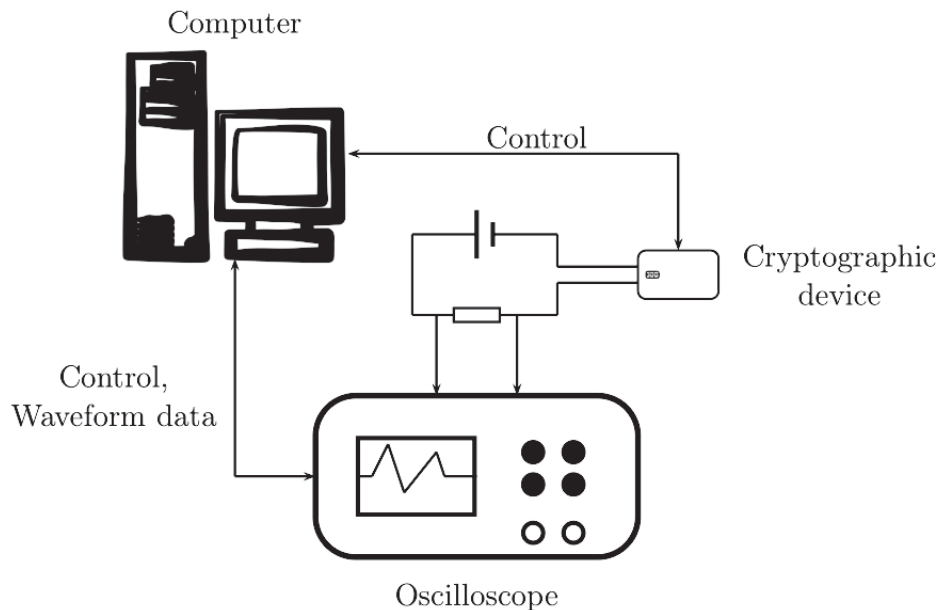 Computer
Control
Cryptographic
device
Control,
Waveform data
Oscilloscope